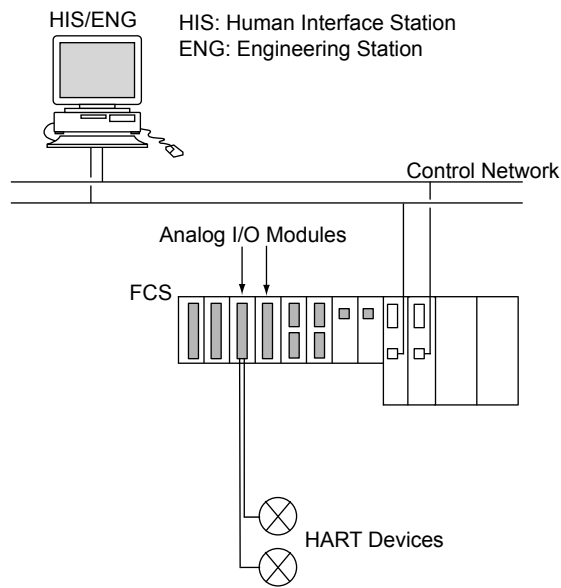 HIS/ENG
HIS: Human Interface Station
ENG: Engineering Station
Control Network
Analog I/O Modules
FCS
HART Devices